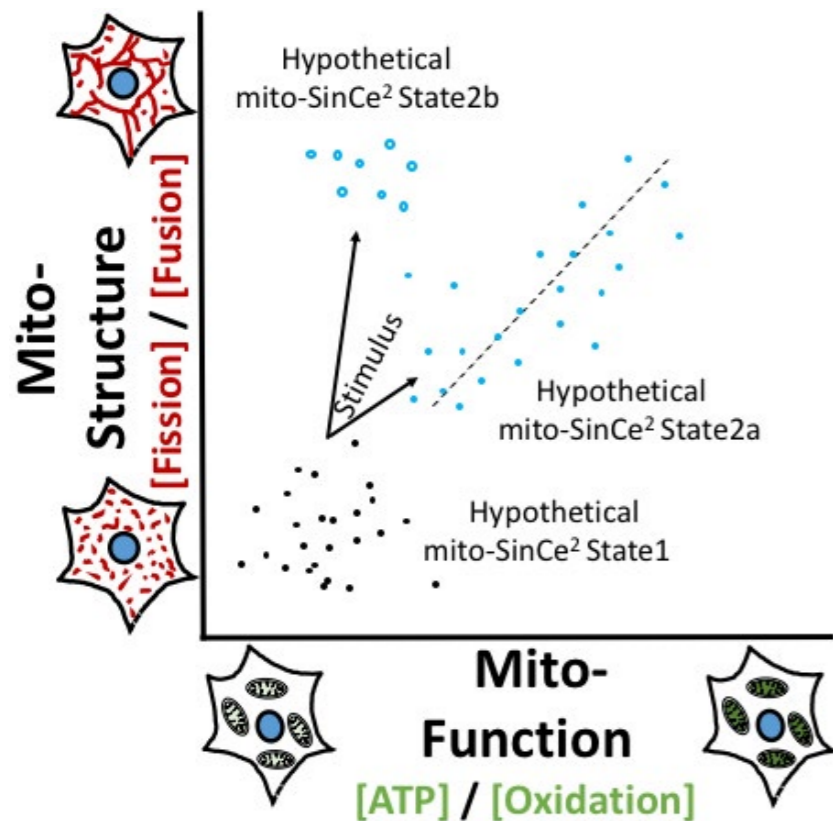 Hypothetical
mito-SinCe² State2b
Mito-
Structure
[Fission] / [Fusion]
Stimulus
Hypothetical
mito-SinCe² State2a
Hypothetical
mito-SinCe² State1
Mito-
Function
[ATP] / [Oxidation]